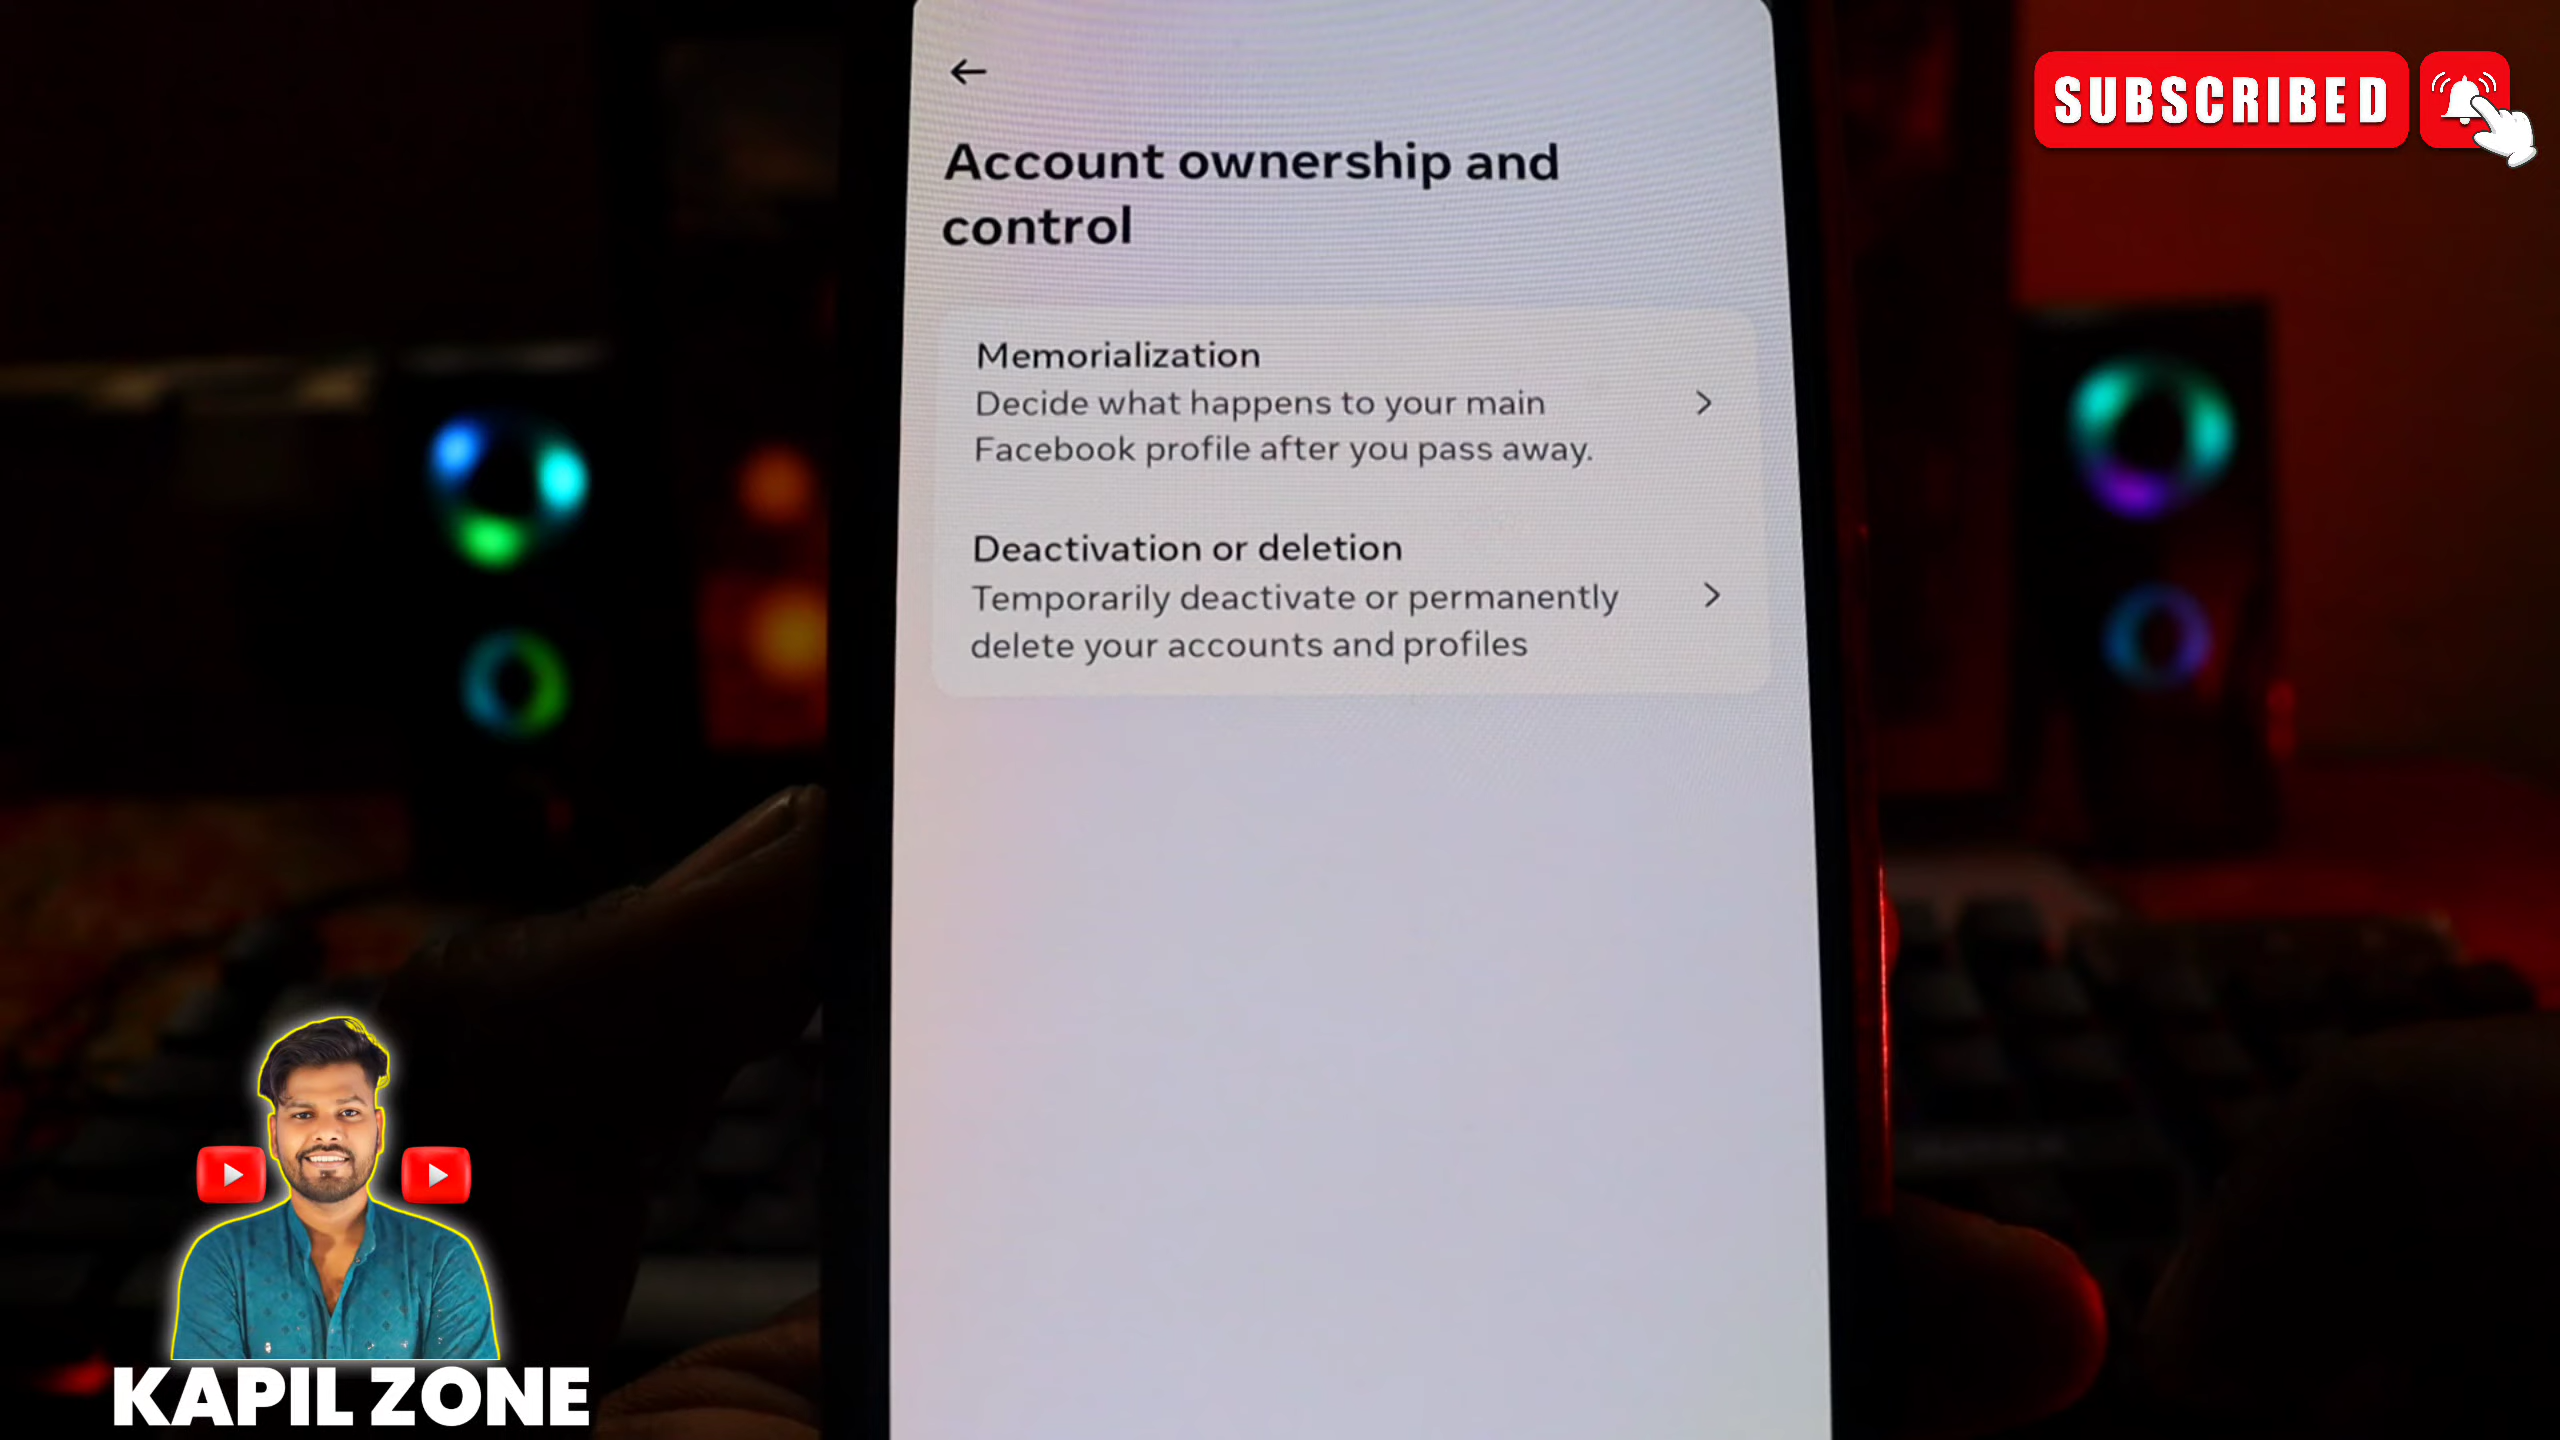 SUBSCRIBED
Account ownership and
control
Memorialization
Decide what happens to your main
Facebook profile after you pass away.
Deactivation or deletion
Temporarily deactivate or permanently
delete your accounts and profiles
KAPIL ZONE